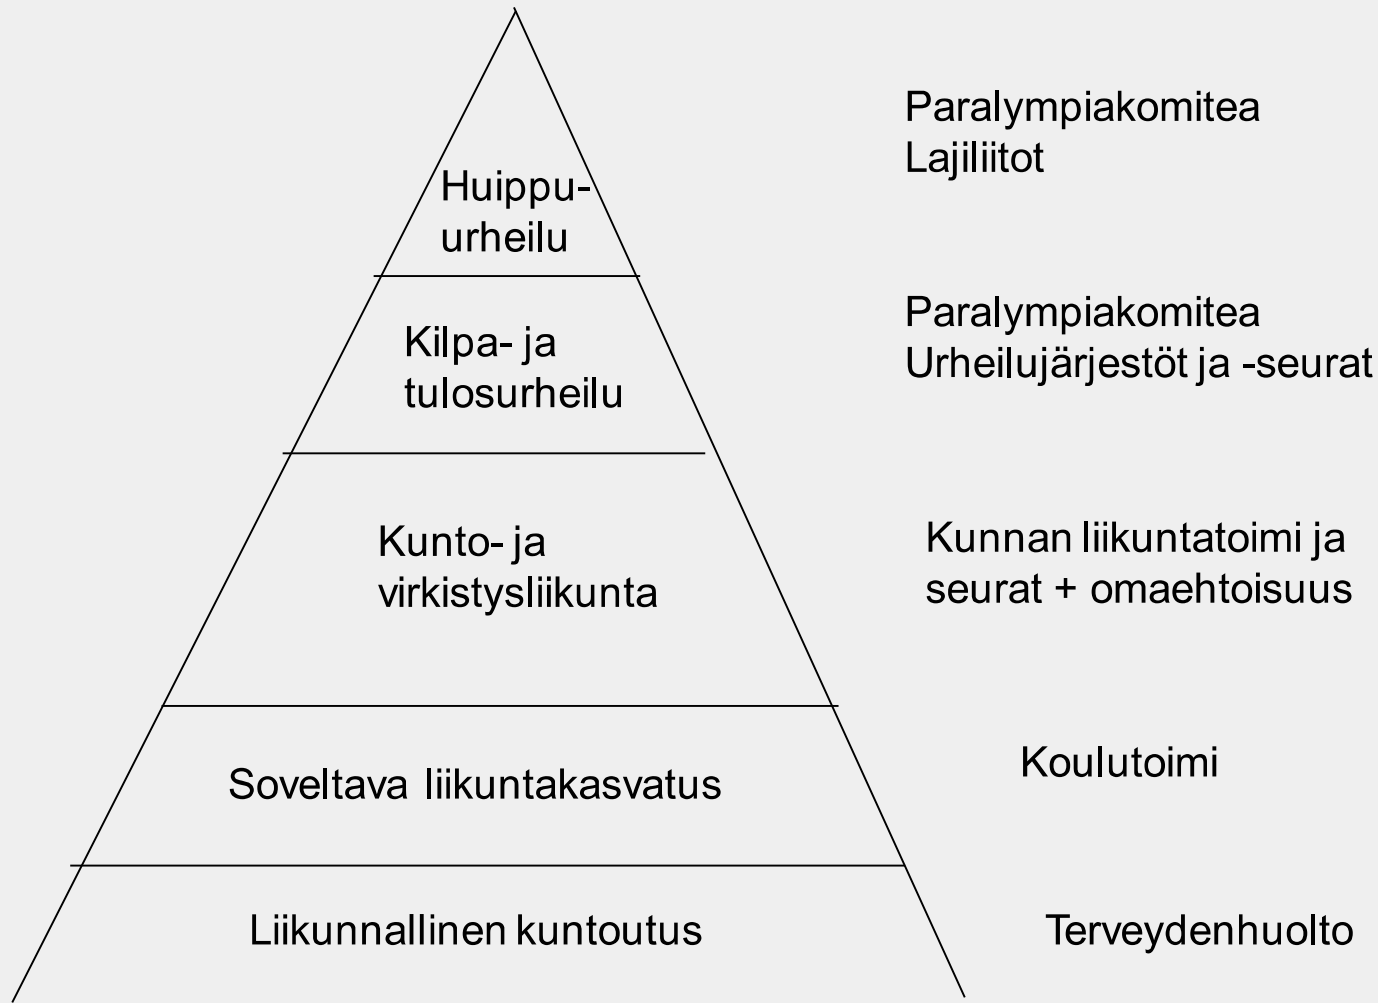 Paralympiakomitea
Lajiliitot
Huippu-
urheilu
Paralympiakomitea
Urheilujärjestöt ja -seurat
Kilpa- ja
tulosurheilu
Kunnan liikuntatoimi ja
seurat + omaehtoisuus
Kunto- ja
virkistysliikunta
Koulutoimi
Soveltava liikuntakasvatus
Liikunnallinen kuntoutus
Terveydenhuolto